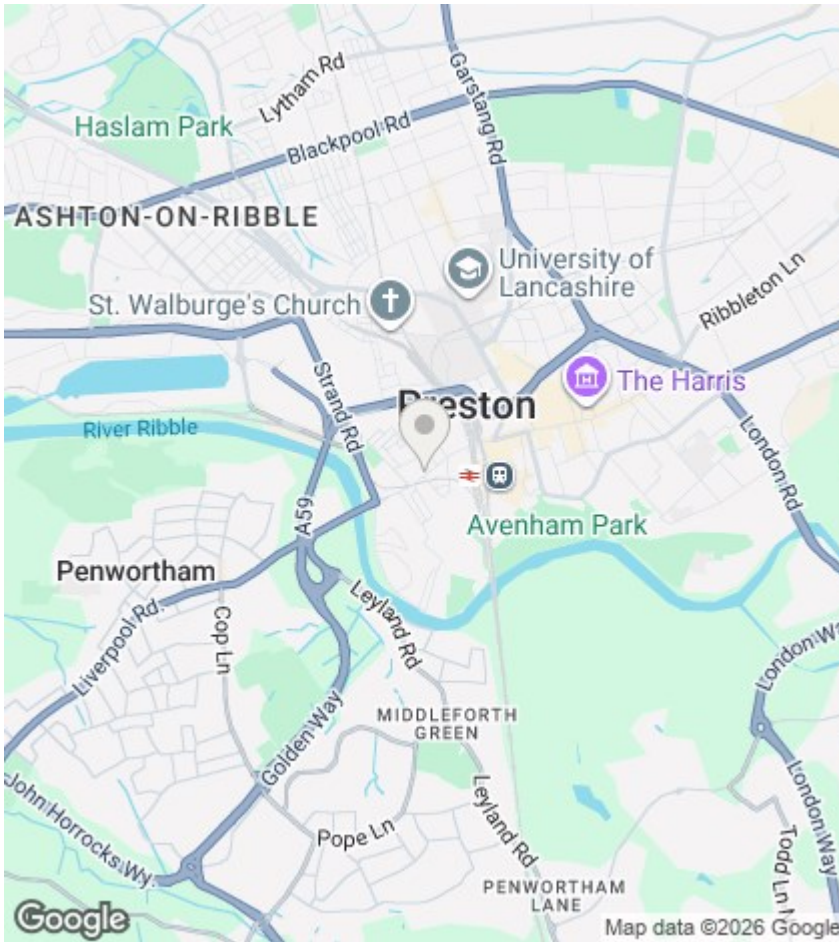 Lytham Rd
Garstang Rd
Haslam Park
Blackpool Rd
ASHTON-ON-RIBBLE
University of
Lancashire
Ribbleton Ln
St. Walburge's Church
Strand Rd
The Harris
Preston
River Ribble
London Rd
A59
Avenham Park
Penwortham
Leyland Rd
Liverpool Rd
Cop Ln
London Wa
MIDDLEFORTH
GREEN
Golden Way
Leyland Rd
London Way
John Horrocks Wy.
Pope Ln
Todd Ln N
PENWORTHAM
LANE
Google
Map data ©2026 Google